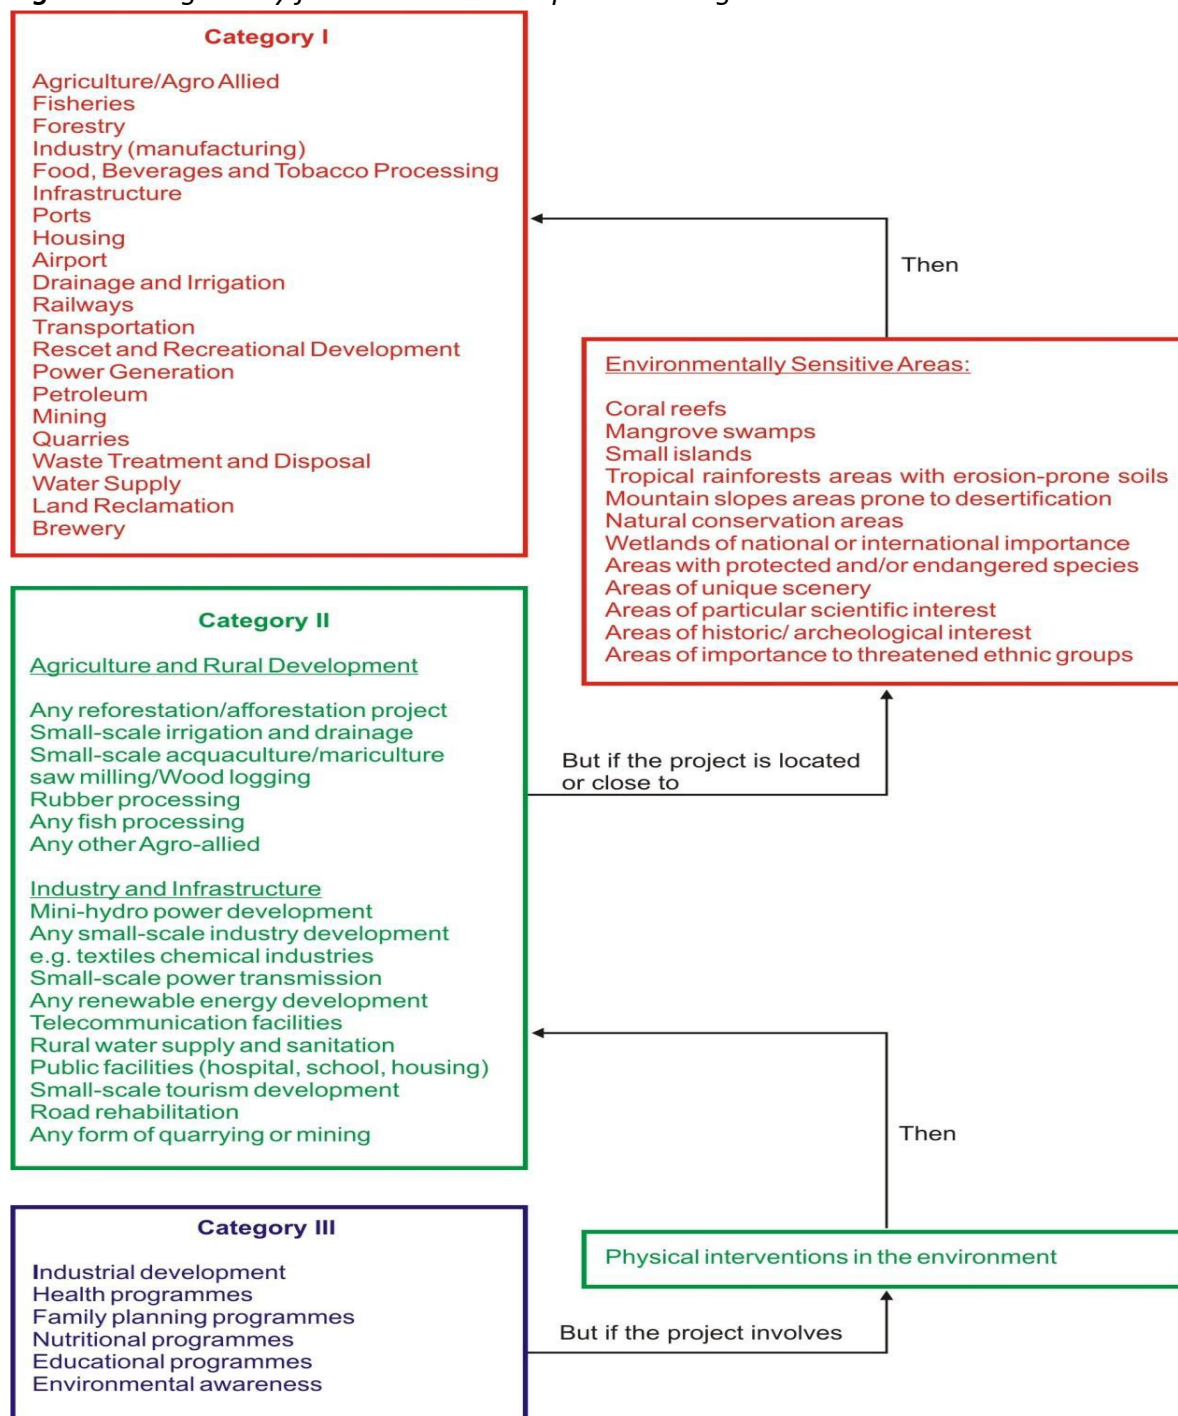 Category I
Agriculture/Agro Allied
Fisheries
Forestry
Industry (manufacturing)
Food, Beverages and Tobacco Processing
Infrastructure
Ports
Housing
Airport
Drainage and Irrigation
Railways
Transportation
Rescet and Recreational Development
Power Generation
Petroleum
Mining
Quarries
Waste Treatment and Disposal
Water Supply
Land Reclamation
Brewery
Then
Environmentally Sensitive Areas:
Coral reefs
Mangrove swamps
Small islands
Tropical rainforests areas with erosion-prone soils
Mountain slopes areas prone to desertification
Natural conservation areas
Wetlands of national or international importance
Areas with protected and/or endangered species
Areas of unique scenery
Areas of particular scientific interest
Areas of historic/ archeological interest
Areas of importance to threatened ethnic groups
Category II
Agriculture and Rural Development
Any reforestation/afforestation project
Small-scale irrigation and drainage
Small-scale acquaculture/mariculture
saw milling/Wood logging
Rubber processing
Any fish processing
Any other Agro-allied
Industry and Infrastructure
Mini-hydro power development
Any small-scale industry development
e.g. textiles chemical industries
Small-scale power transmission
Any renewable energy development
Telecommunication facilities
Rural water supply and sanitation
Public facilities (hospital, school, housing)
Small-scale tourism development
Road rehabilitation
Any form of quarrying or mining
But if the project is located
or close to
Then
Category III
Industrial development
Health programmes
Family planning programmes
Nutritional programmes
Educational programmes
Environmental awareness
But if the project involves
Physical interventions in the environment